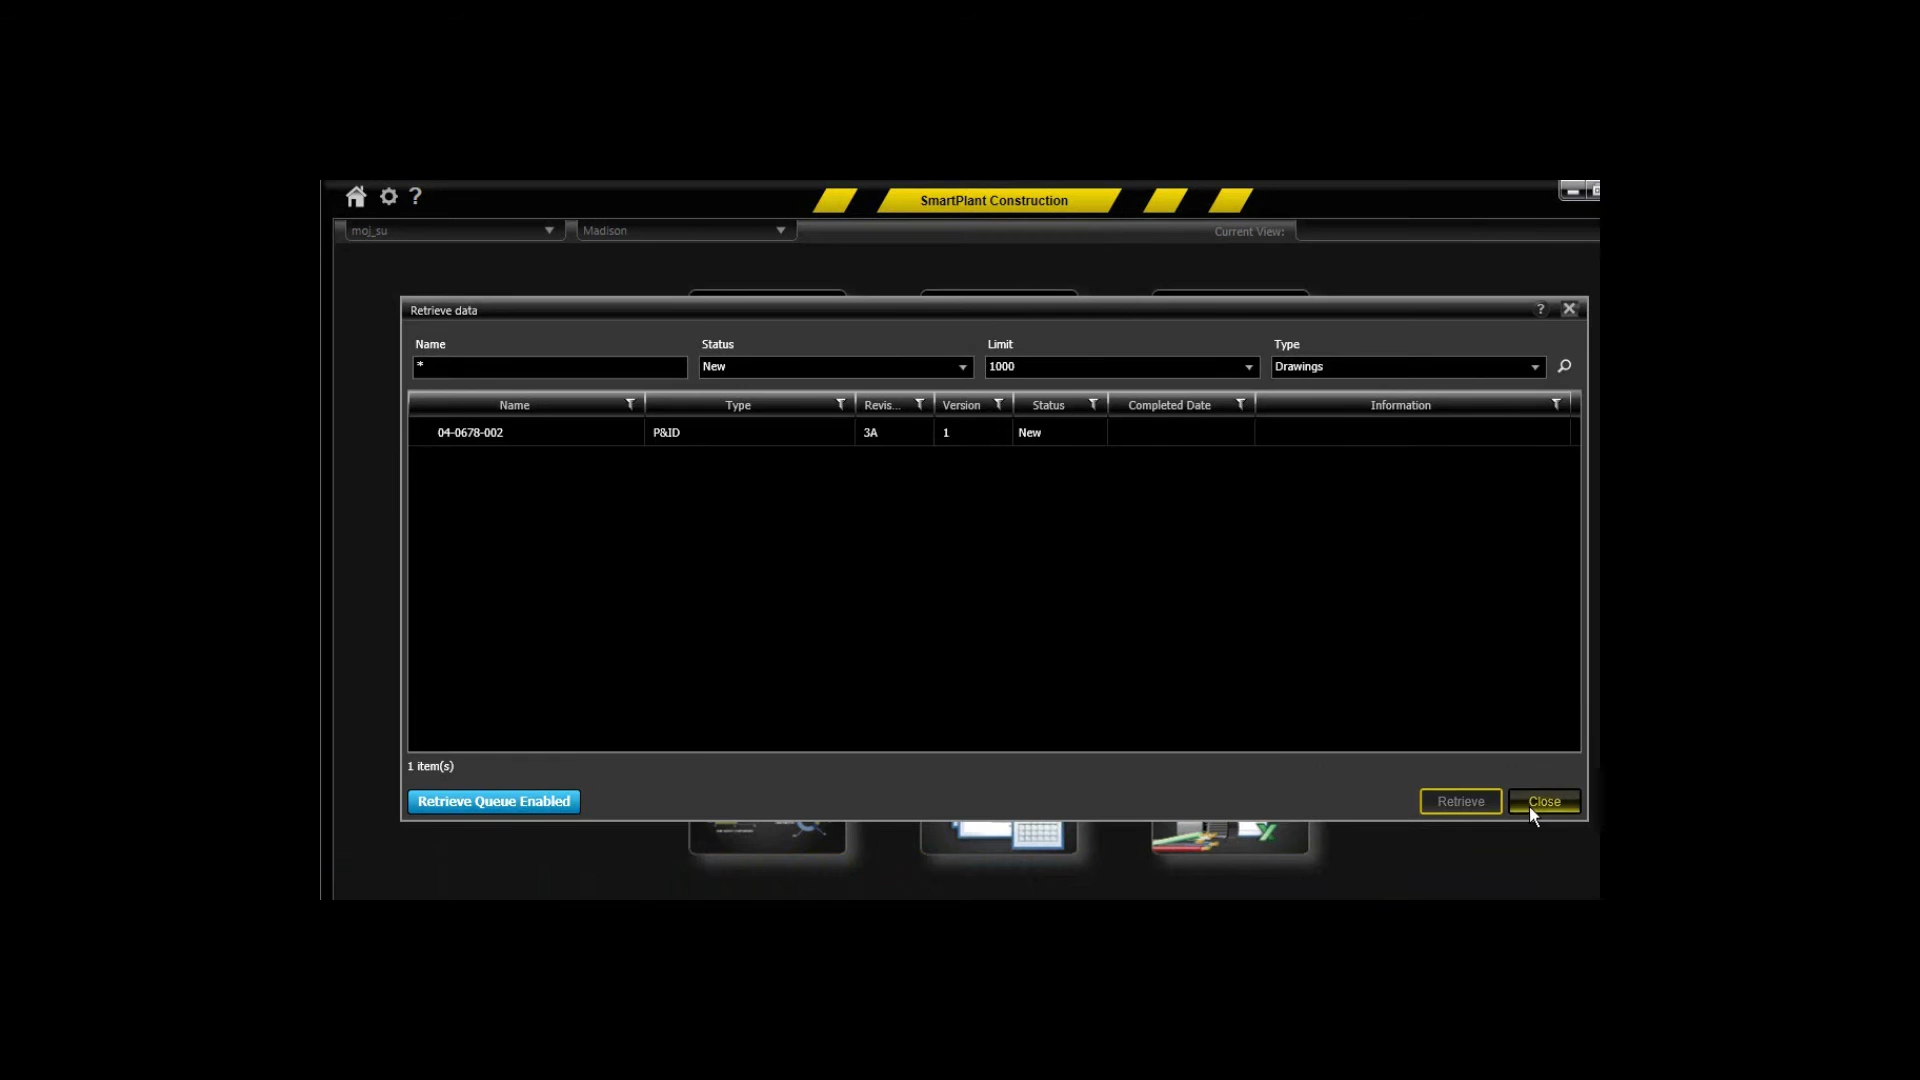 ?
SmartPlant Construction
moj_su
Madison
Current View:
Retrieve data
?
Name
Status
Limit
Type
*
New
1000
Drawings
Name
Type
Revis...
Version
Status
Completed Date
Information
04-0678-002
P&ID
3A
1
New
1 item(s)
Retrieve Queue Enabled
Retrieve
Close